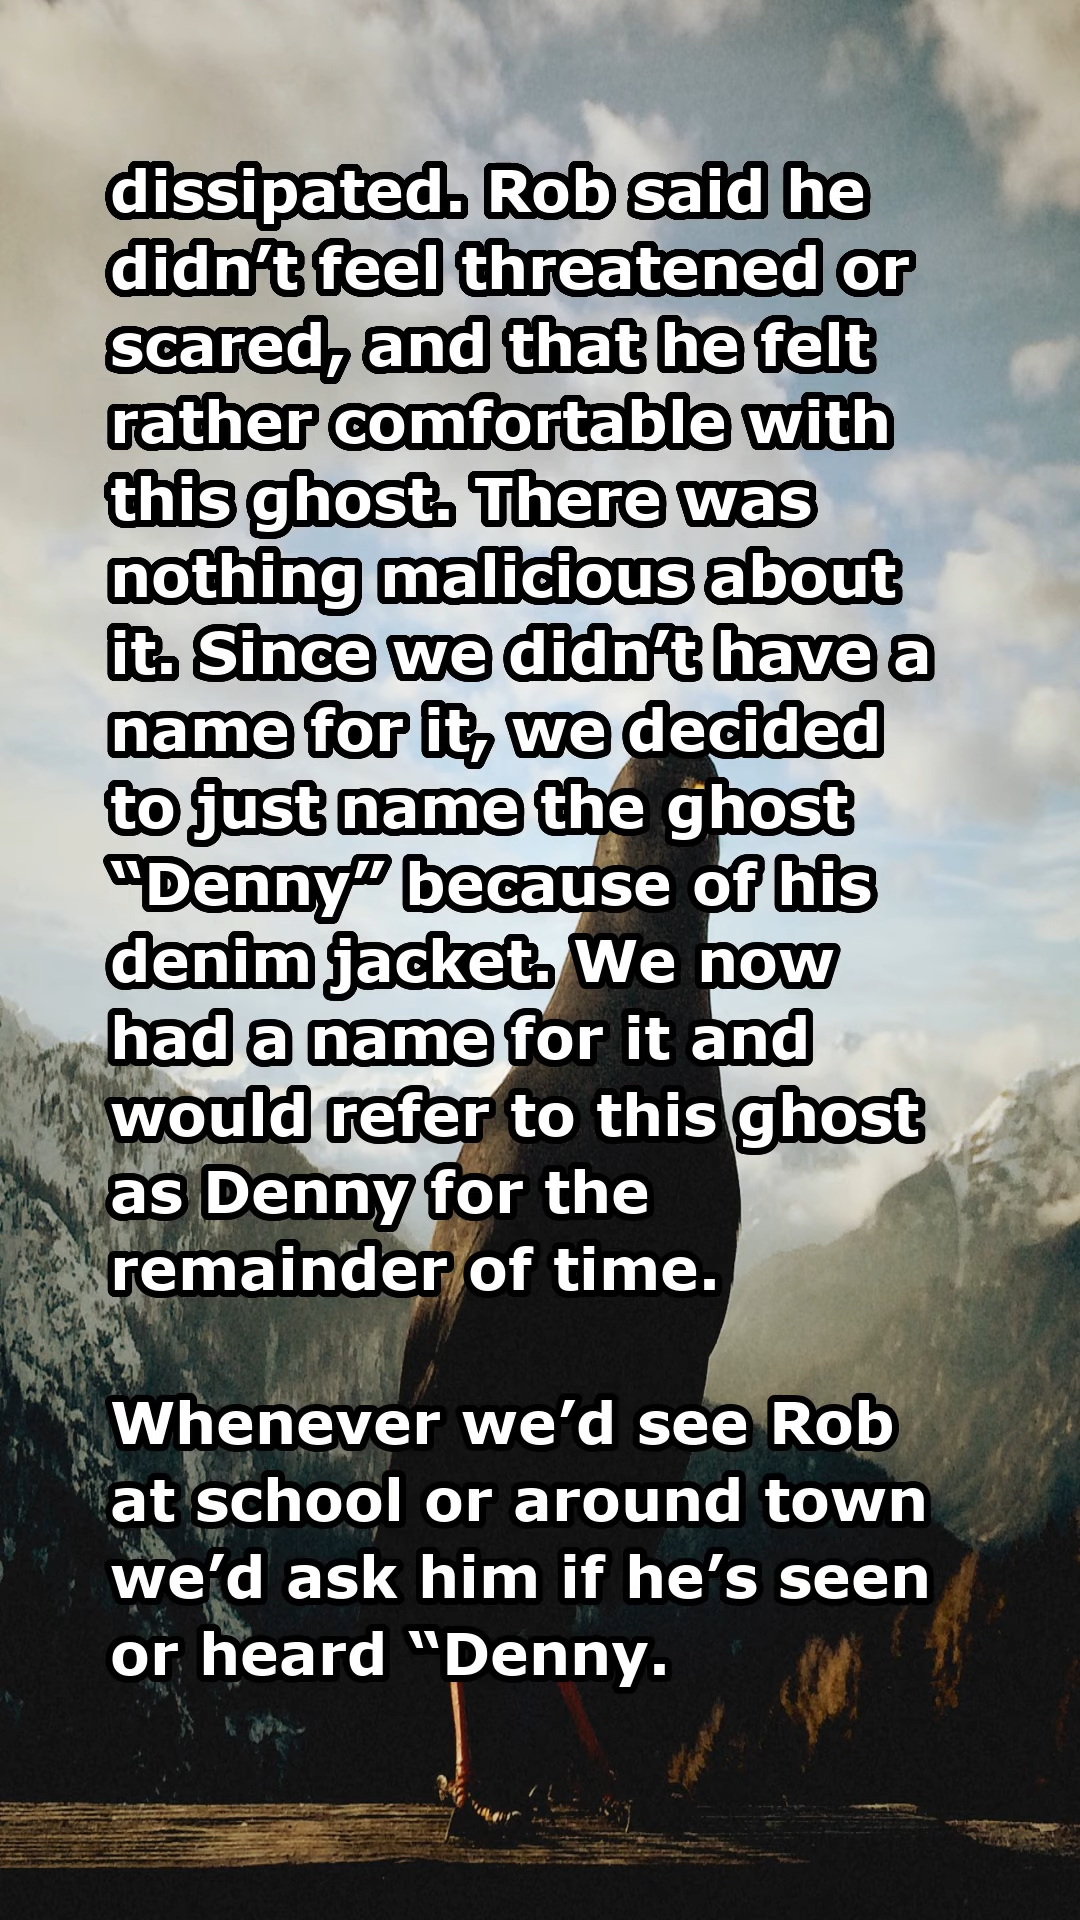 dissipated. Rob said he
didn’t feel threatened or
scared, and that he felt
rather comfortable with
this ghost. There was
nothing malicious about
it. Since we didn’t have a
name for it, we decided
to just name the ghost
“Denny” because of his
denim jacket. We now
had a name for it and
would refer to this ghost
as Denny for the
remainder of time.
Whenever we’d see Rob
at school or around town
we’d ask him if he’s seen
or heard “Denny.